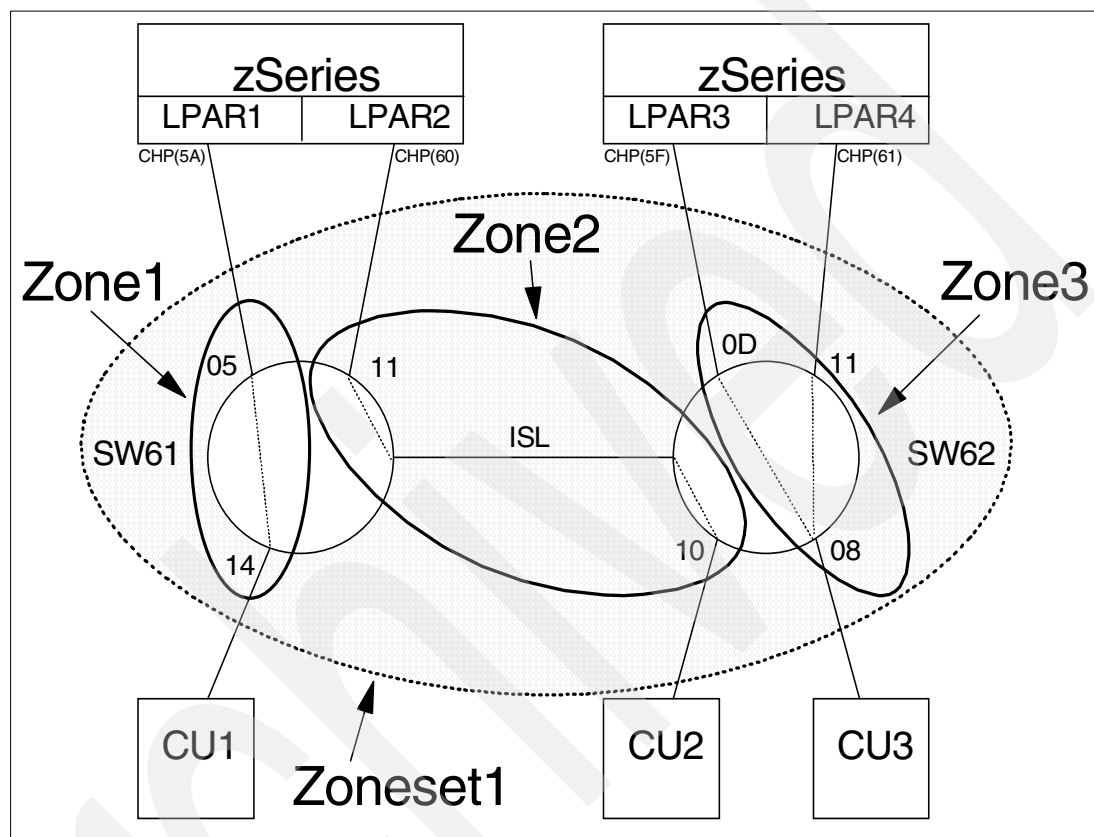 zSeries
zSeries
LPAR1 LPAR2
LPAR3 LPAR4
CHP(5A) CHP(60)
CHP(5F) CHP(61)
Zone2
Zone1
Zone3
05 11
0D 11
SW61
ISL
SW62
14
10 08
CU1
CU2
CU3
Zoneset1